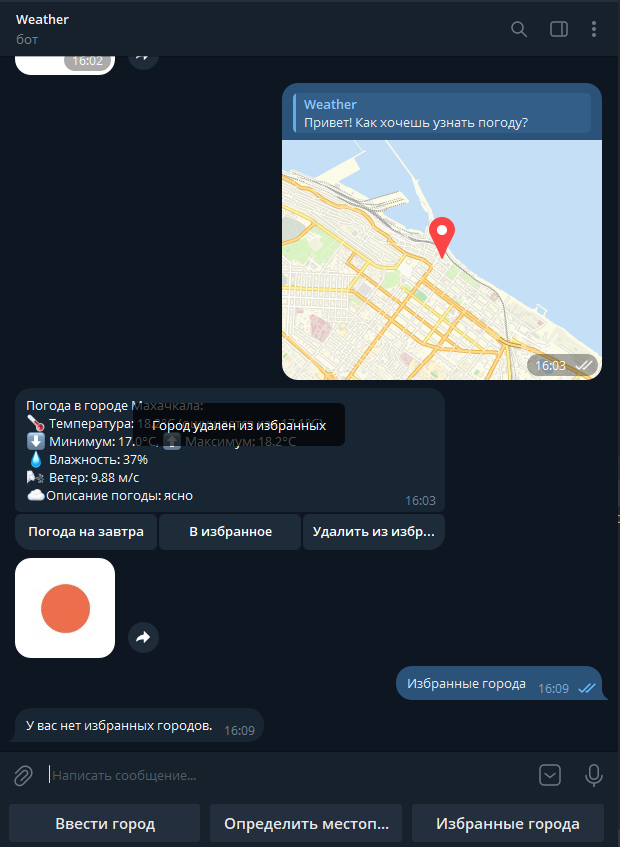 Weather
бот
16:02
Weather
Привет! Как хочешь узнать погоду?
16:03
Погода в городе Махачкала:
Температура: 18
Город удален из избранных
Минимум: 17.0°C, Максимум: 18.2°C
Влажность: 37%
Ветер: 9.88 м/с
Описание погоды: ясно
16:03
Погода на завтра
В избранное
Удалить из избр...
Избранные города 16:09
У вас нет избранных городов. 16:09
Написать сообщение...
Ввести город
Определить местоп...
Избранные города